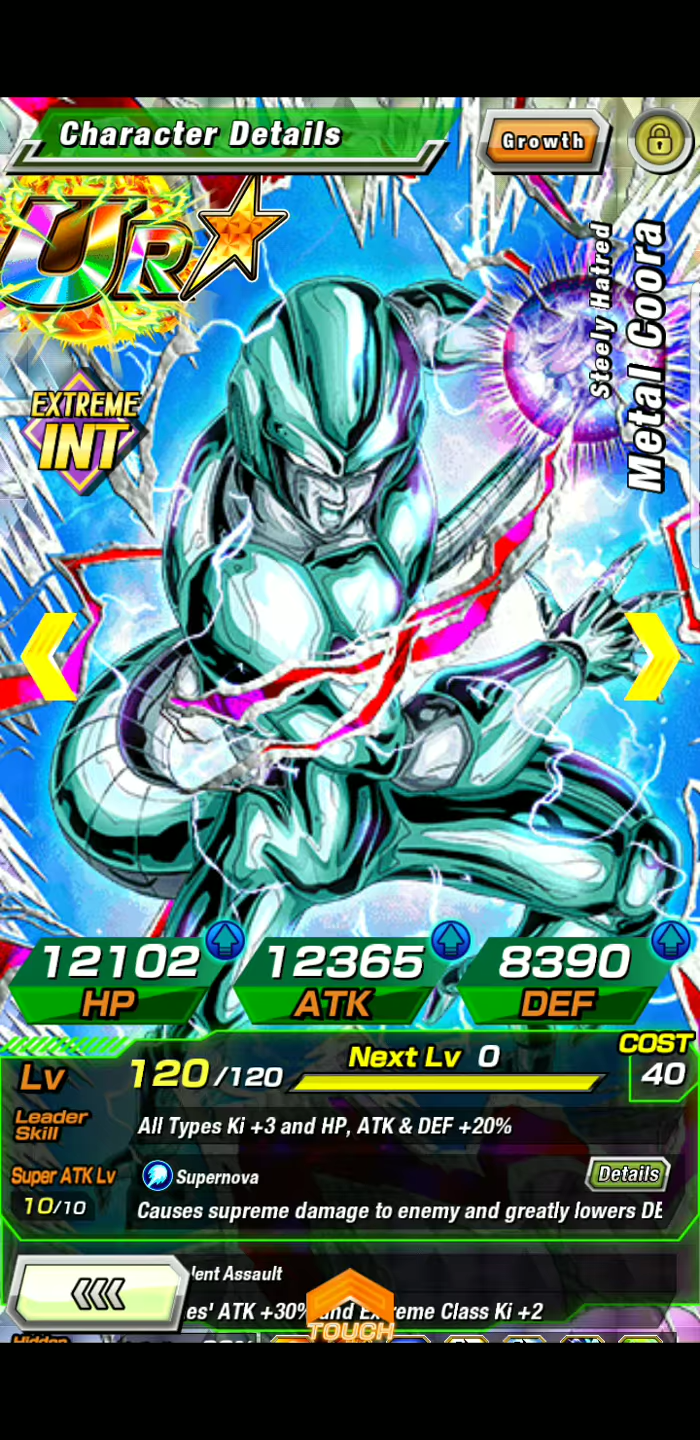 Character Details
Growth
UR
EXTREME
INT
Steely Hatred
Metal Coora
12102
HP
12365
ATK
8390
DEF
Lv 120/120
Next Lv 0
COST
40
Leader
Skill
All Types Ki +3 and HP, ATK & DEF +20%
Super ATK Lv
10/10
Supernova
Details
Causes supreme damage to enemy and greatly lowers DE
lent Assault
es' ATK +30% and Extreme Class Ki +2
TOUCH
Hidden